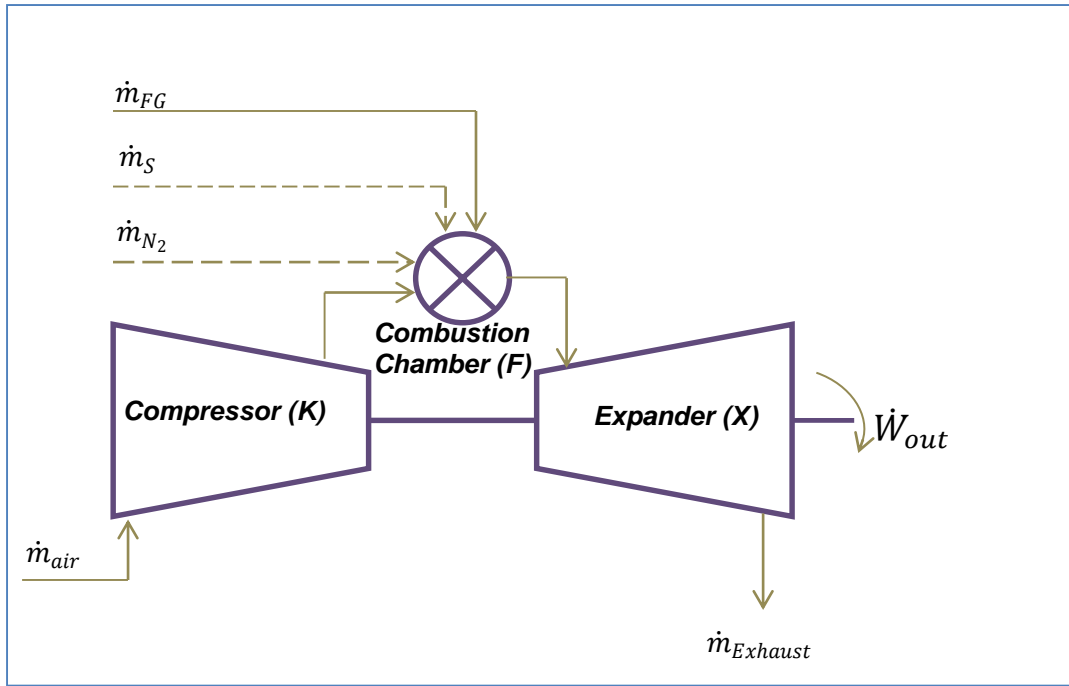 ṁ_FG
ṁ_S
ṁ_N₂
Combustion
Chamber (F)
Compressor (K)
Expander (X)
Ẇ_out
ṁ_air
ṁ_Exhaust